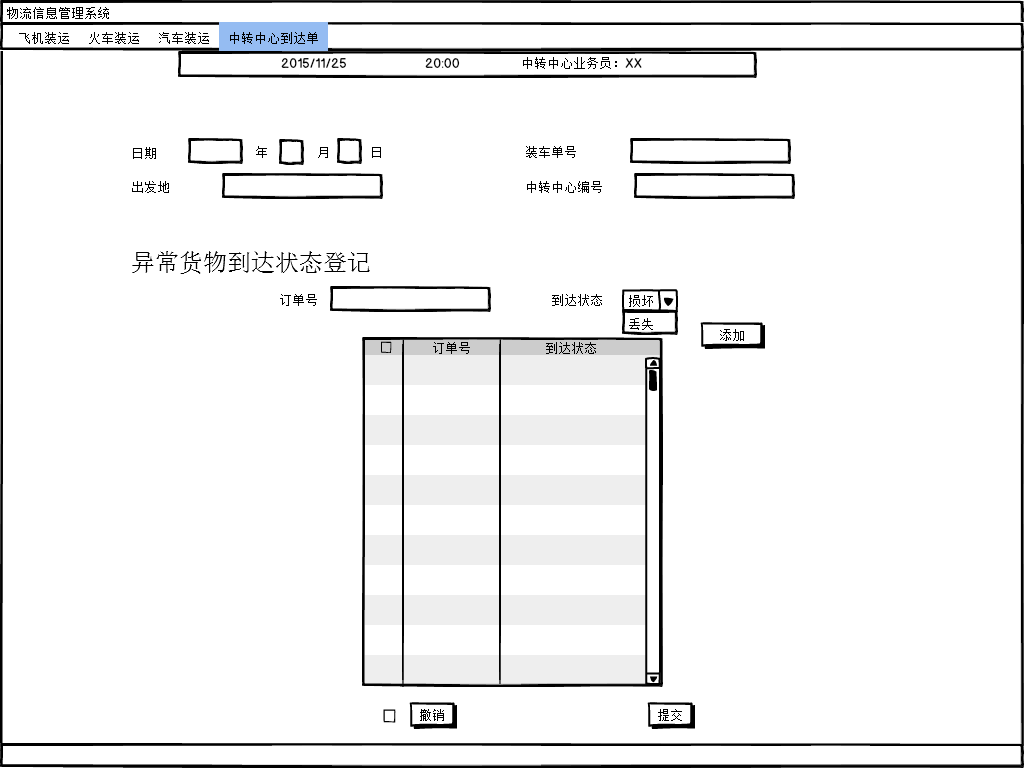 物流信息管理系统
飞机装运 火车装运 汽车装运 中转中心到达单
2015/11/25 20:00 中转中心业务员：XX
日期 年 月 日 装车单号
出发地 中转中心编号
异常货物到达状态登记
订单号 到达状态 损坏
丢失
添加
订单号 到达状态
撤销 提交